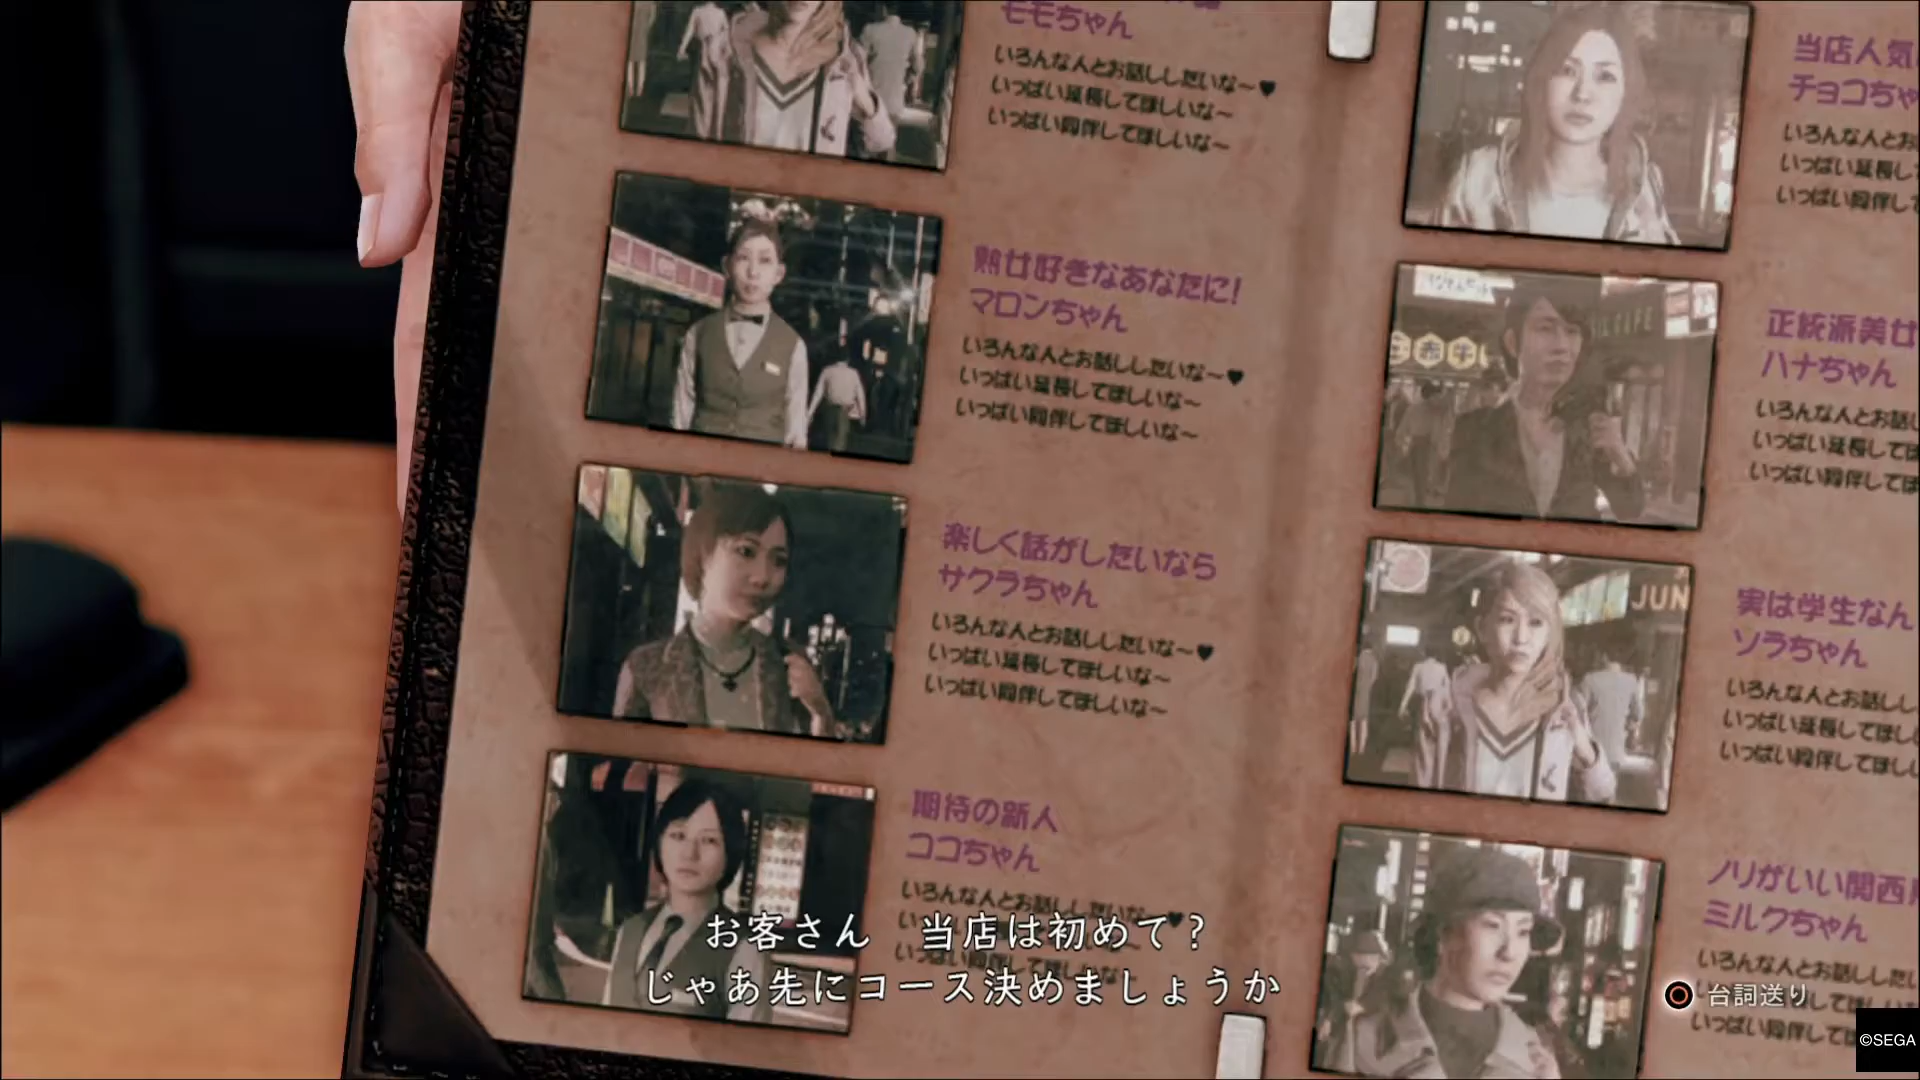 モモちゃん
いろんな人とお話ししたいな～♥
いっぱい延長してほしいな～
いっぱい同伴してほしいな～
熟女好きなあなたに!
マロンちゃん
いろんな人とお話ししたいな～♥
いっぱい延長してほしいな～
いっぱい同伴してほしいな～
楽しく話がしたいなら
サクラちゃん
いろんな人とお話ししたいな～♥
いっぱい延長してほしいな～
いっぱい同伴してほしいな～
期待の新人
ココちゃん
いろんな人とお話ししたいな～♥
当店人気
チョコちゃ
いろんな人とお
いっぱい延長し
いっぱい同伴して
正統派美女
ハナちゃん
いろんな人とお話し
いっぱい延長してほ
いっぱい同伴してほ
JUN
実は学生なん
ソラちゃん
いろんな人とお話し
いっぱい延長してほし
いっぱい同伴してほし
ノリがいい関西
ミルクちゃん
いろんな人とお話しした
お客さん 当店は初めて?
じゃあ先にコース決めましょうか
台詞送り
©SEGA